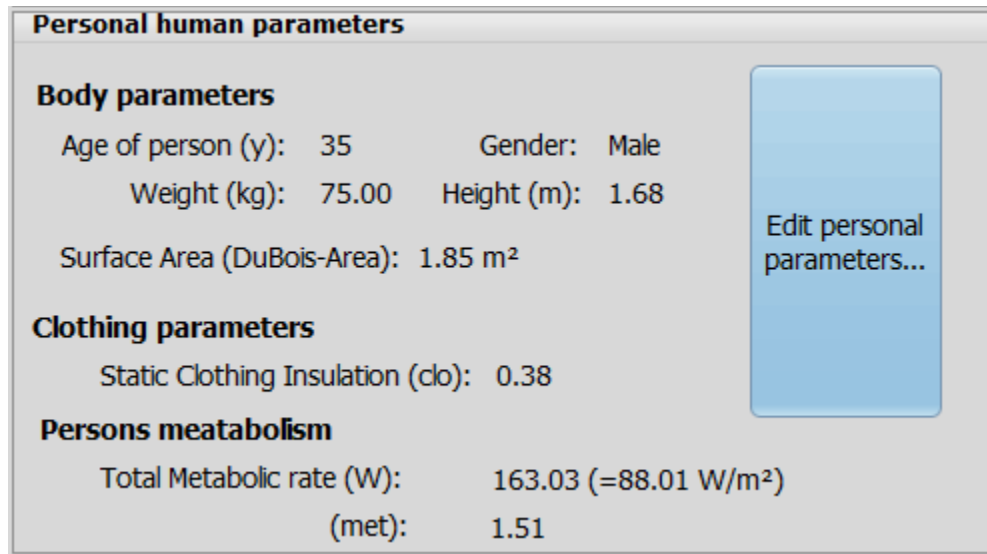 Personal human parameters
Body parameters
Age of person (y): 35 Gender: Male
Weight (kg): 75.00 Height (m): 1.68
Surface Area (DuBois-Area): 1.85 m²
Edit personal
parameters...
Clothing parameters
Static Clothing Insulation (clo): 0.38
Persons meatabolism
Total Metabolic rate (W): 163.03 (=88.01 W/m²)
(met): 1.51